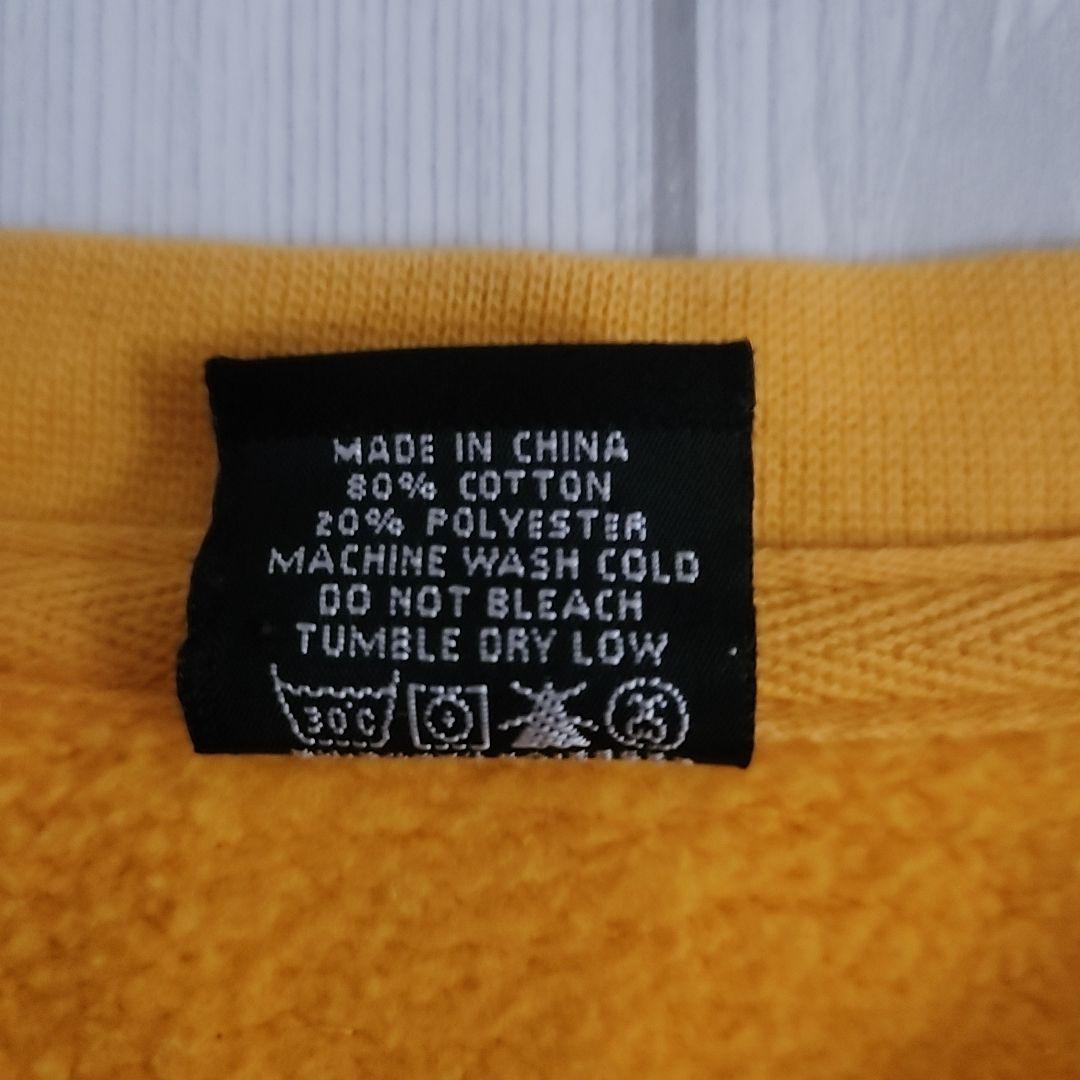 MADE IN CHINA
80% COTTON
20% POLYESTER
MACHINE WASH COLD
DO NOT BLEACH
TUMBLE DRY LOW
30C